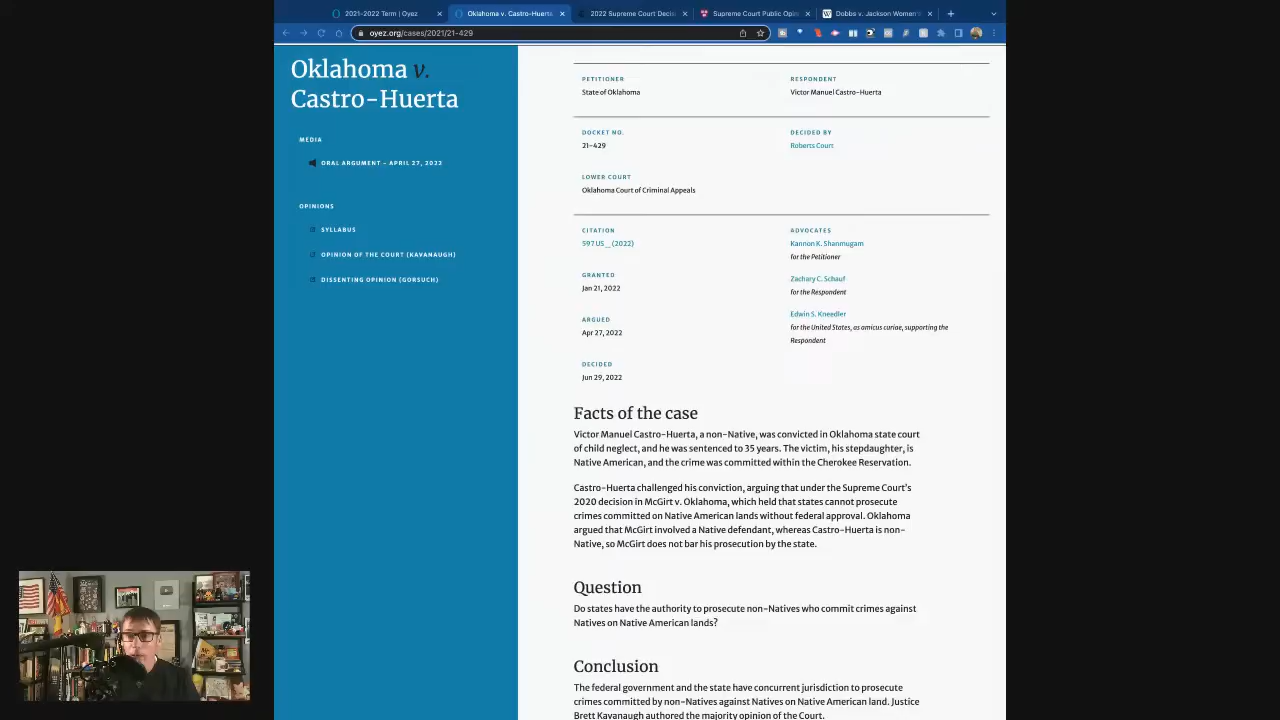 2021-2022 Term | Oyez
Oklahoma v. Castro-Huerta
2022 Supreme Court Deci
Supreme Court Public Opi
Dobbs v. Jackson Women's
oyez.org/cases/2021/21-429
Oklahoma v.
Castro-Huerta
MEDIA
ORAL ARGUMENT - APRIL 27, 2022
OPINIONS
SYLLABUS
OPINION OF THE COURT (KAVANAUGH)
DISSENTING OPINION (GORSUCH)
PETITIONER
State of Oklahoma
RESPONDENT
Victor Manuel Castro-Huerta
DOCKET NO.
21-429
DECIDED BY
Roberts Court
LOWER COURT
Oklahoma Court of Criminal Appeals
CITATION
597 US _ (2022)
GRANTED
Jan 21, 2022
ARGUED
Apr 27, 2022
DECIDED
Jun 29, 2022
ADVOCATES
Kannon K. Shanmugam
for the Petitioner
Zachary C. Schauf
for the Respondent
Edwin S. Kneedler
for the United States, as amicus curiae, supporting the
Respondent
Facts of the case
Victor Manuel Castro-Huerta, a non-Native, was convicted in Oklahoma state court
of child neglect, and he was sentenced to 35 years. The victim, his stepdaughter, is
Native American, and the crime was committed within the Cherokee Reservation.
Castro-Huerta challenged his conviction, arguing that under the Supreme Court's
2020 decision in McGirt v. Oklahoma, which held that states cannot prosecute
crimes committed on Native American lands without federal approval. Oklahoma
argued that McGirt involved a Native defendant, whereas Castro-Huerta is non-
Native, so McGirt does not bar his prosecution by the state.
Question
Do states have the authority to prosecute non-Natives who commit crimes against
Natives on Native American lands?
Conclusion
The federal government and the state have concurrent jurisdiction to prosecute
crimes committed by non-Natives against Natives on Native American land. Justice
Brett Kavanaugh authored the majority opinion of the Court.